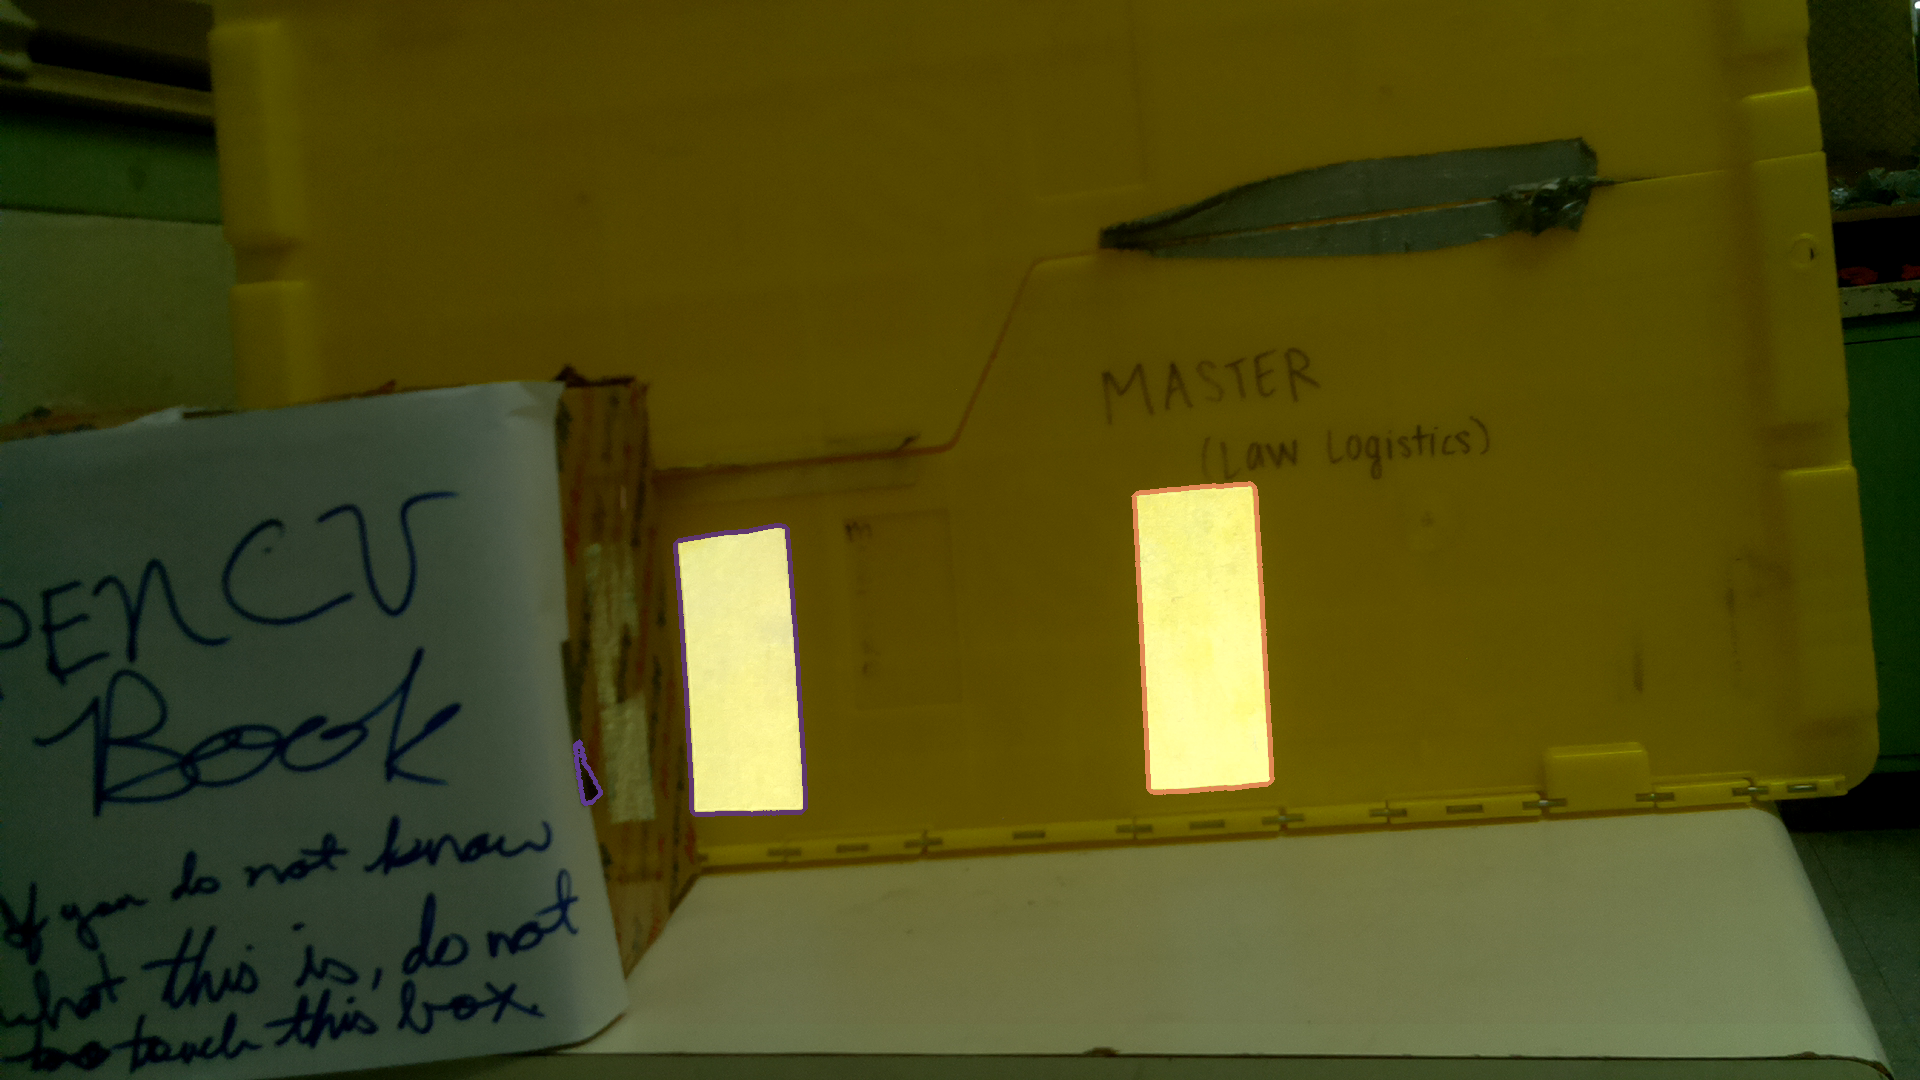 PENCV
Book
If you do not know
what this is, do not
touch this box.
MASTER
(Law Logistics)